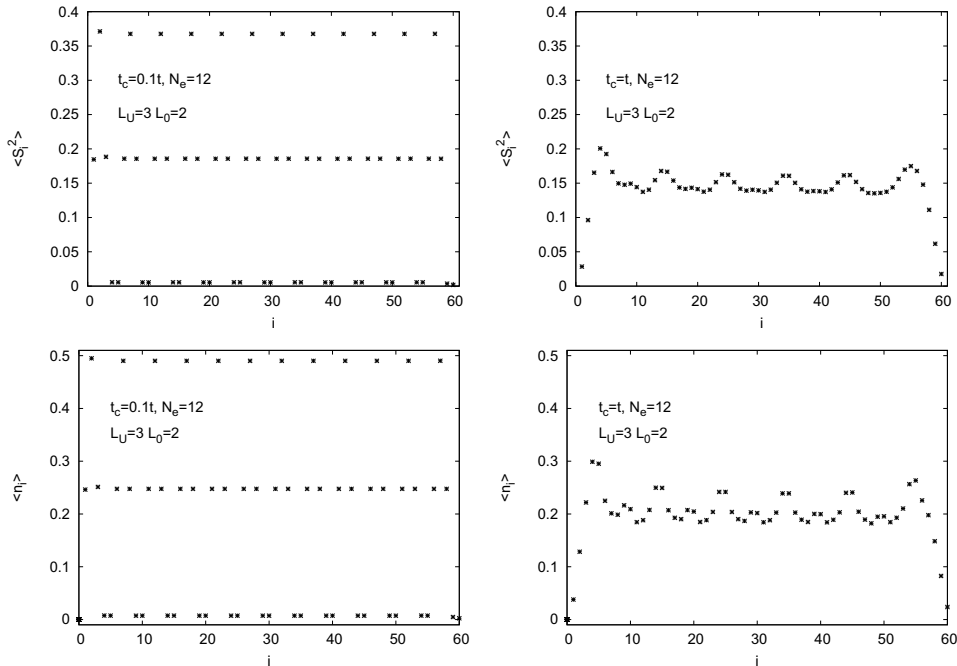 0.4
0.35
0.3
0.25
0.2
0.15
0.1
0.05
0
<S_i^2>
t_c=0.1t, N_e=12
L_U=3 L_0=2
0 10 20 30 40 50 60
i
0.4
0.35
0.3
0.25
0.2
0.15
0.1
0.05
0
<S_i^2>
t_c=t, N_e=12
L_U=3 L_0=2
0 10 20 30 40 50 60
i
0.5
0.4
0.3
0.2
0.1
0
<n_i>
t_c=0.1t, N_e=12
L_U=3 L_0=2
0 10 20 30 40 50 60
i
0.5
0.4
0.3
0.2
0.1
0
<n_i>
t_c=t, N_e=12
L_U=3 L_0=2
0 10 20 30 40 50 60
i